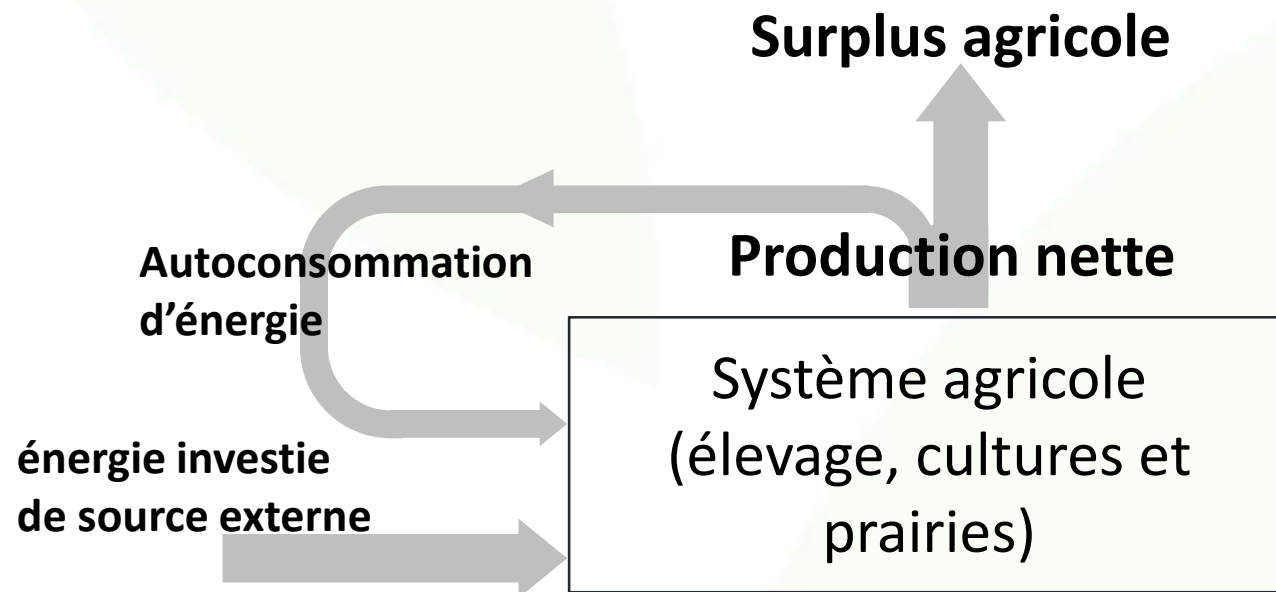 Surplus agricole
Autoconsommation
d’énergie
Production nette
énergie investie
de source externe
Système agricole
(élevage, cultures et
prairies)